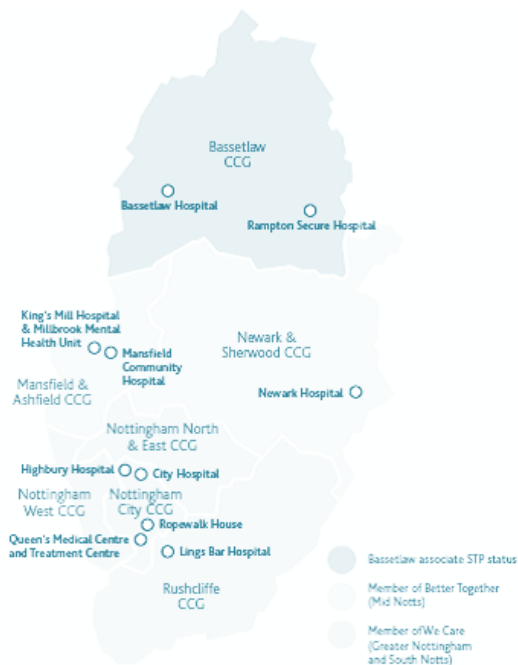 Bassetlaw
CCG
Bassetlaw Hospital
Rampton Secure Hospital
King's Mill Hospital
& Millbrook Mental
Health Unit
Mansfield
Community
Hospital
Newark &
Sherwood CCG
Mansfield &
Ashfield CCG
Newark Hospital
Nottingham North
& East CCG
Highbury Hospital
City Hospital
Nottingham
West CCG
Nottingham
City CCG
Ropewalk House
Queen's Medical Centre
and Treatment Centre
Lings Bar Hospital
Rushcliffe
CCG
Bassetlaw associate STP status
Member of Better Together
(Mid Notts)
Member of We Care
(Greater Nottingham
and South Notts)